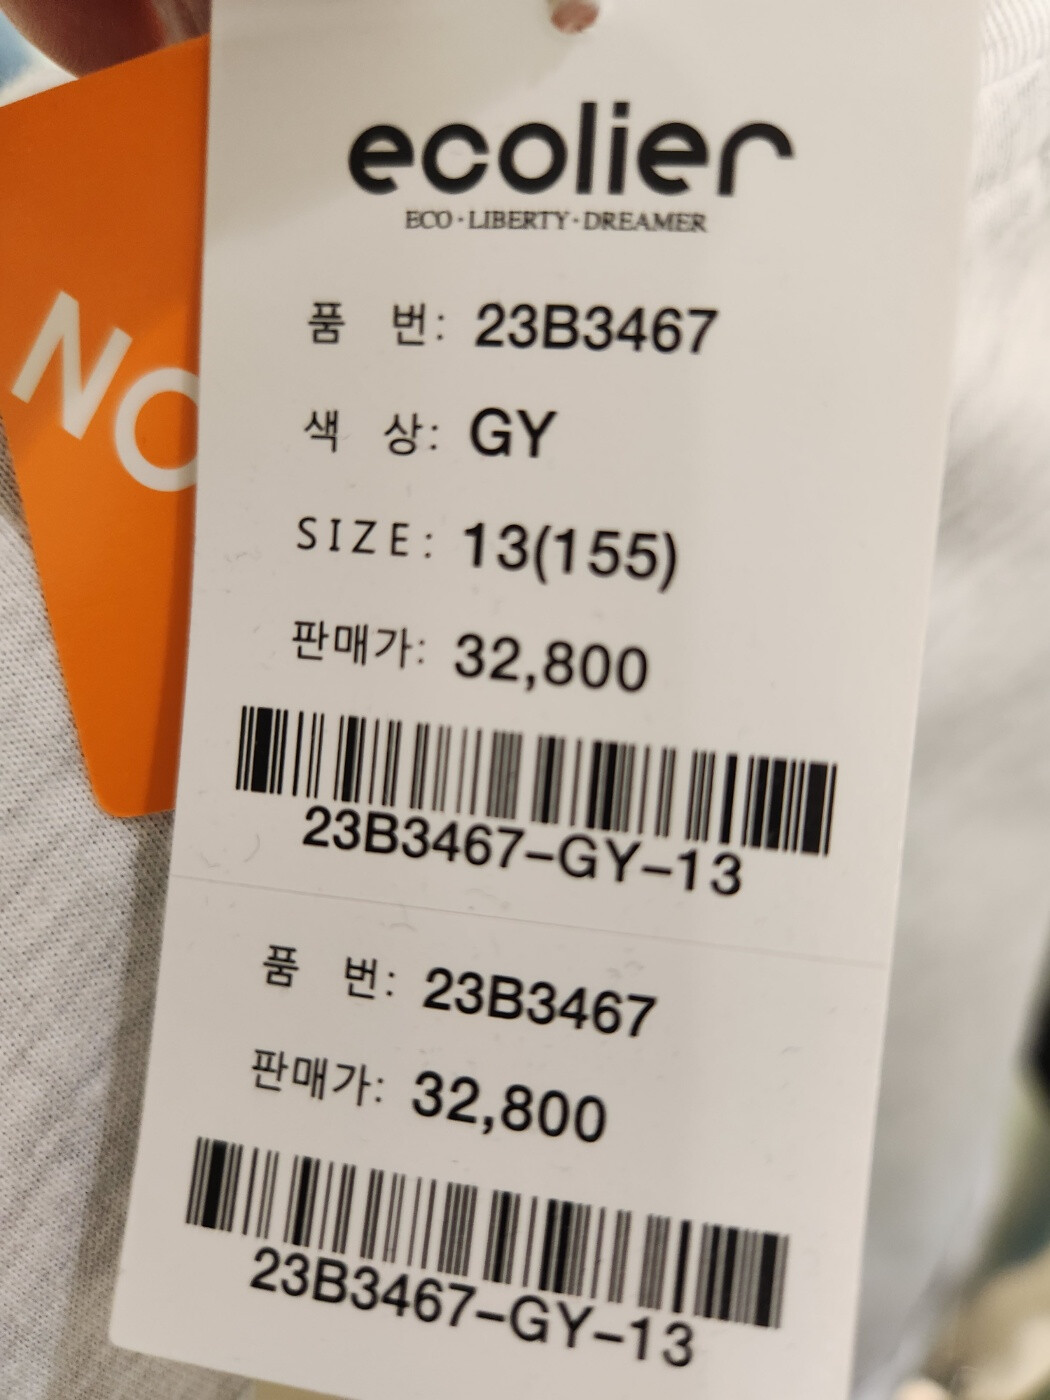 ecolier
ECO·LIBERTY·DREAMER
NO
품 번: 23B3467
색 상: GY
SIZE: 13(155)
판매가: 32,800
23B3467-GY-13
품 번: 23B3467
판매가: 32,800
23B3467-GY-13